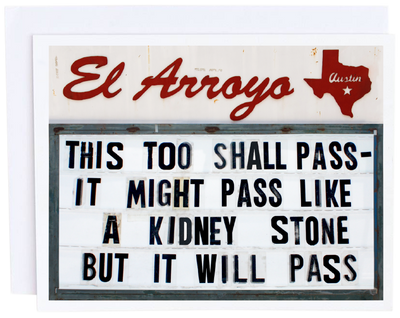 El Arroyo
Austin
THIS TOO SHALL PASS-
IT MIGHT PASS LIKE
A KIDNEY STONE
BUT IT WILL PASS